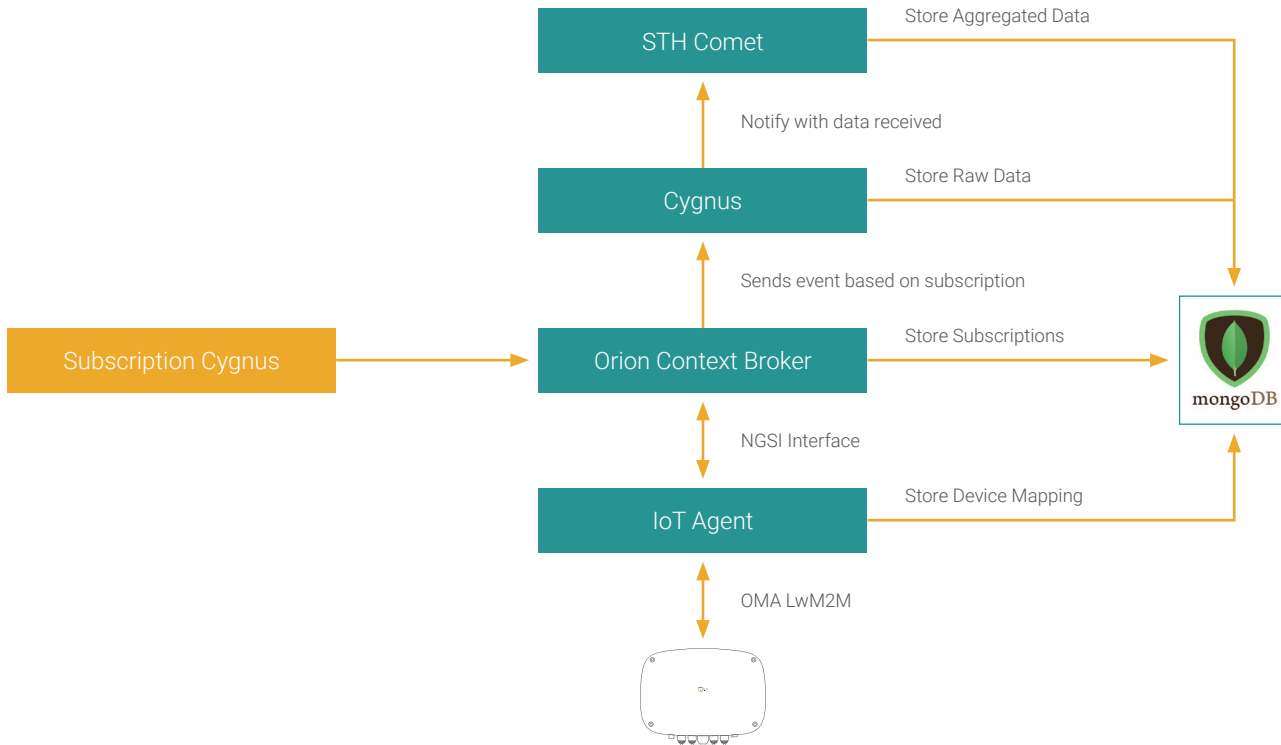 Store Aggregated Data
STH Comet
Notify with data received
Store Raw Data
Cygnus
Sends event based on subscription
Subscription Cygnus
Orion Context Broker
Store Subscriptions
mongoDB
NGSI Interface
Store Device Mapping
IoT Agent
OMA LwM2M